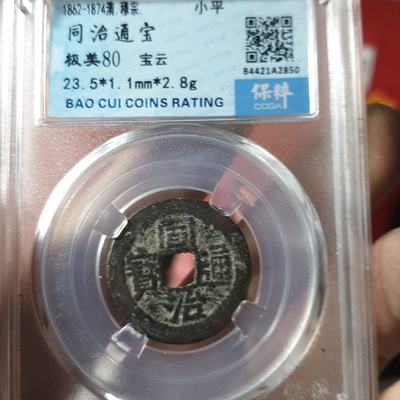 1862-1874清 穆宗 小平
同治通宝
极美80 宝云
23.5*1.1mm*2.8g
BAO CUI COINS RATING
B4421A2850
保粹
CCGA
同治通寶